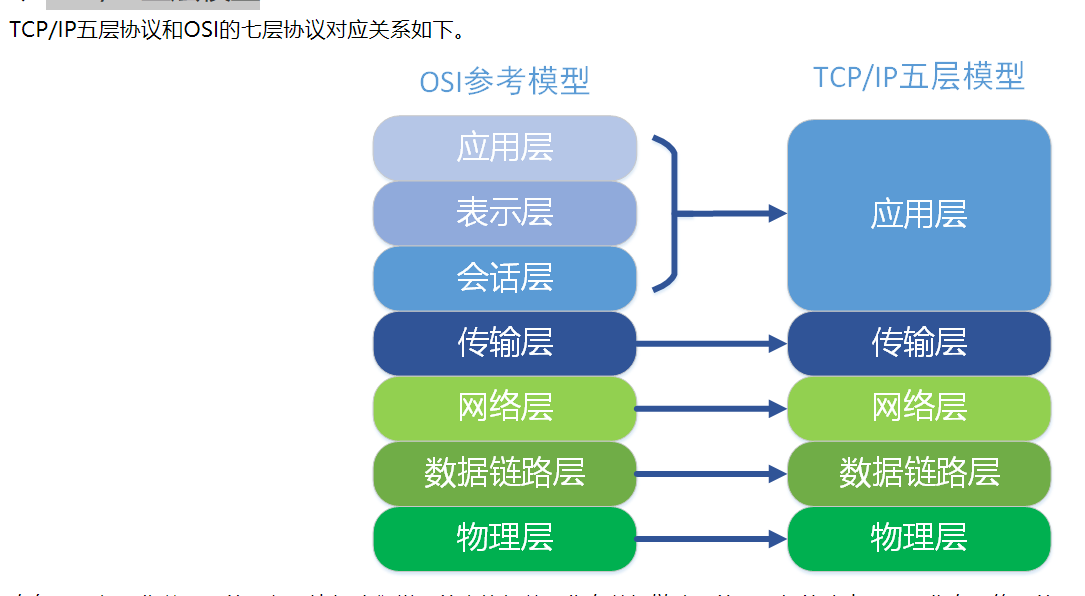 TCP/IP五层协议和OSI的七层协议对应关系如下。
OSI参考模型
TCP/IP五层模型
应用层
表示层
会话层
应用层
传输层
传输层
网络层
网络层
数据链路层
数据链路层
物理层
物理层